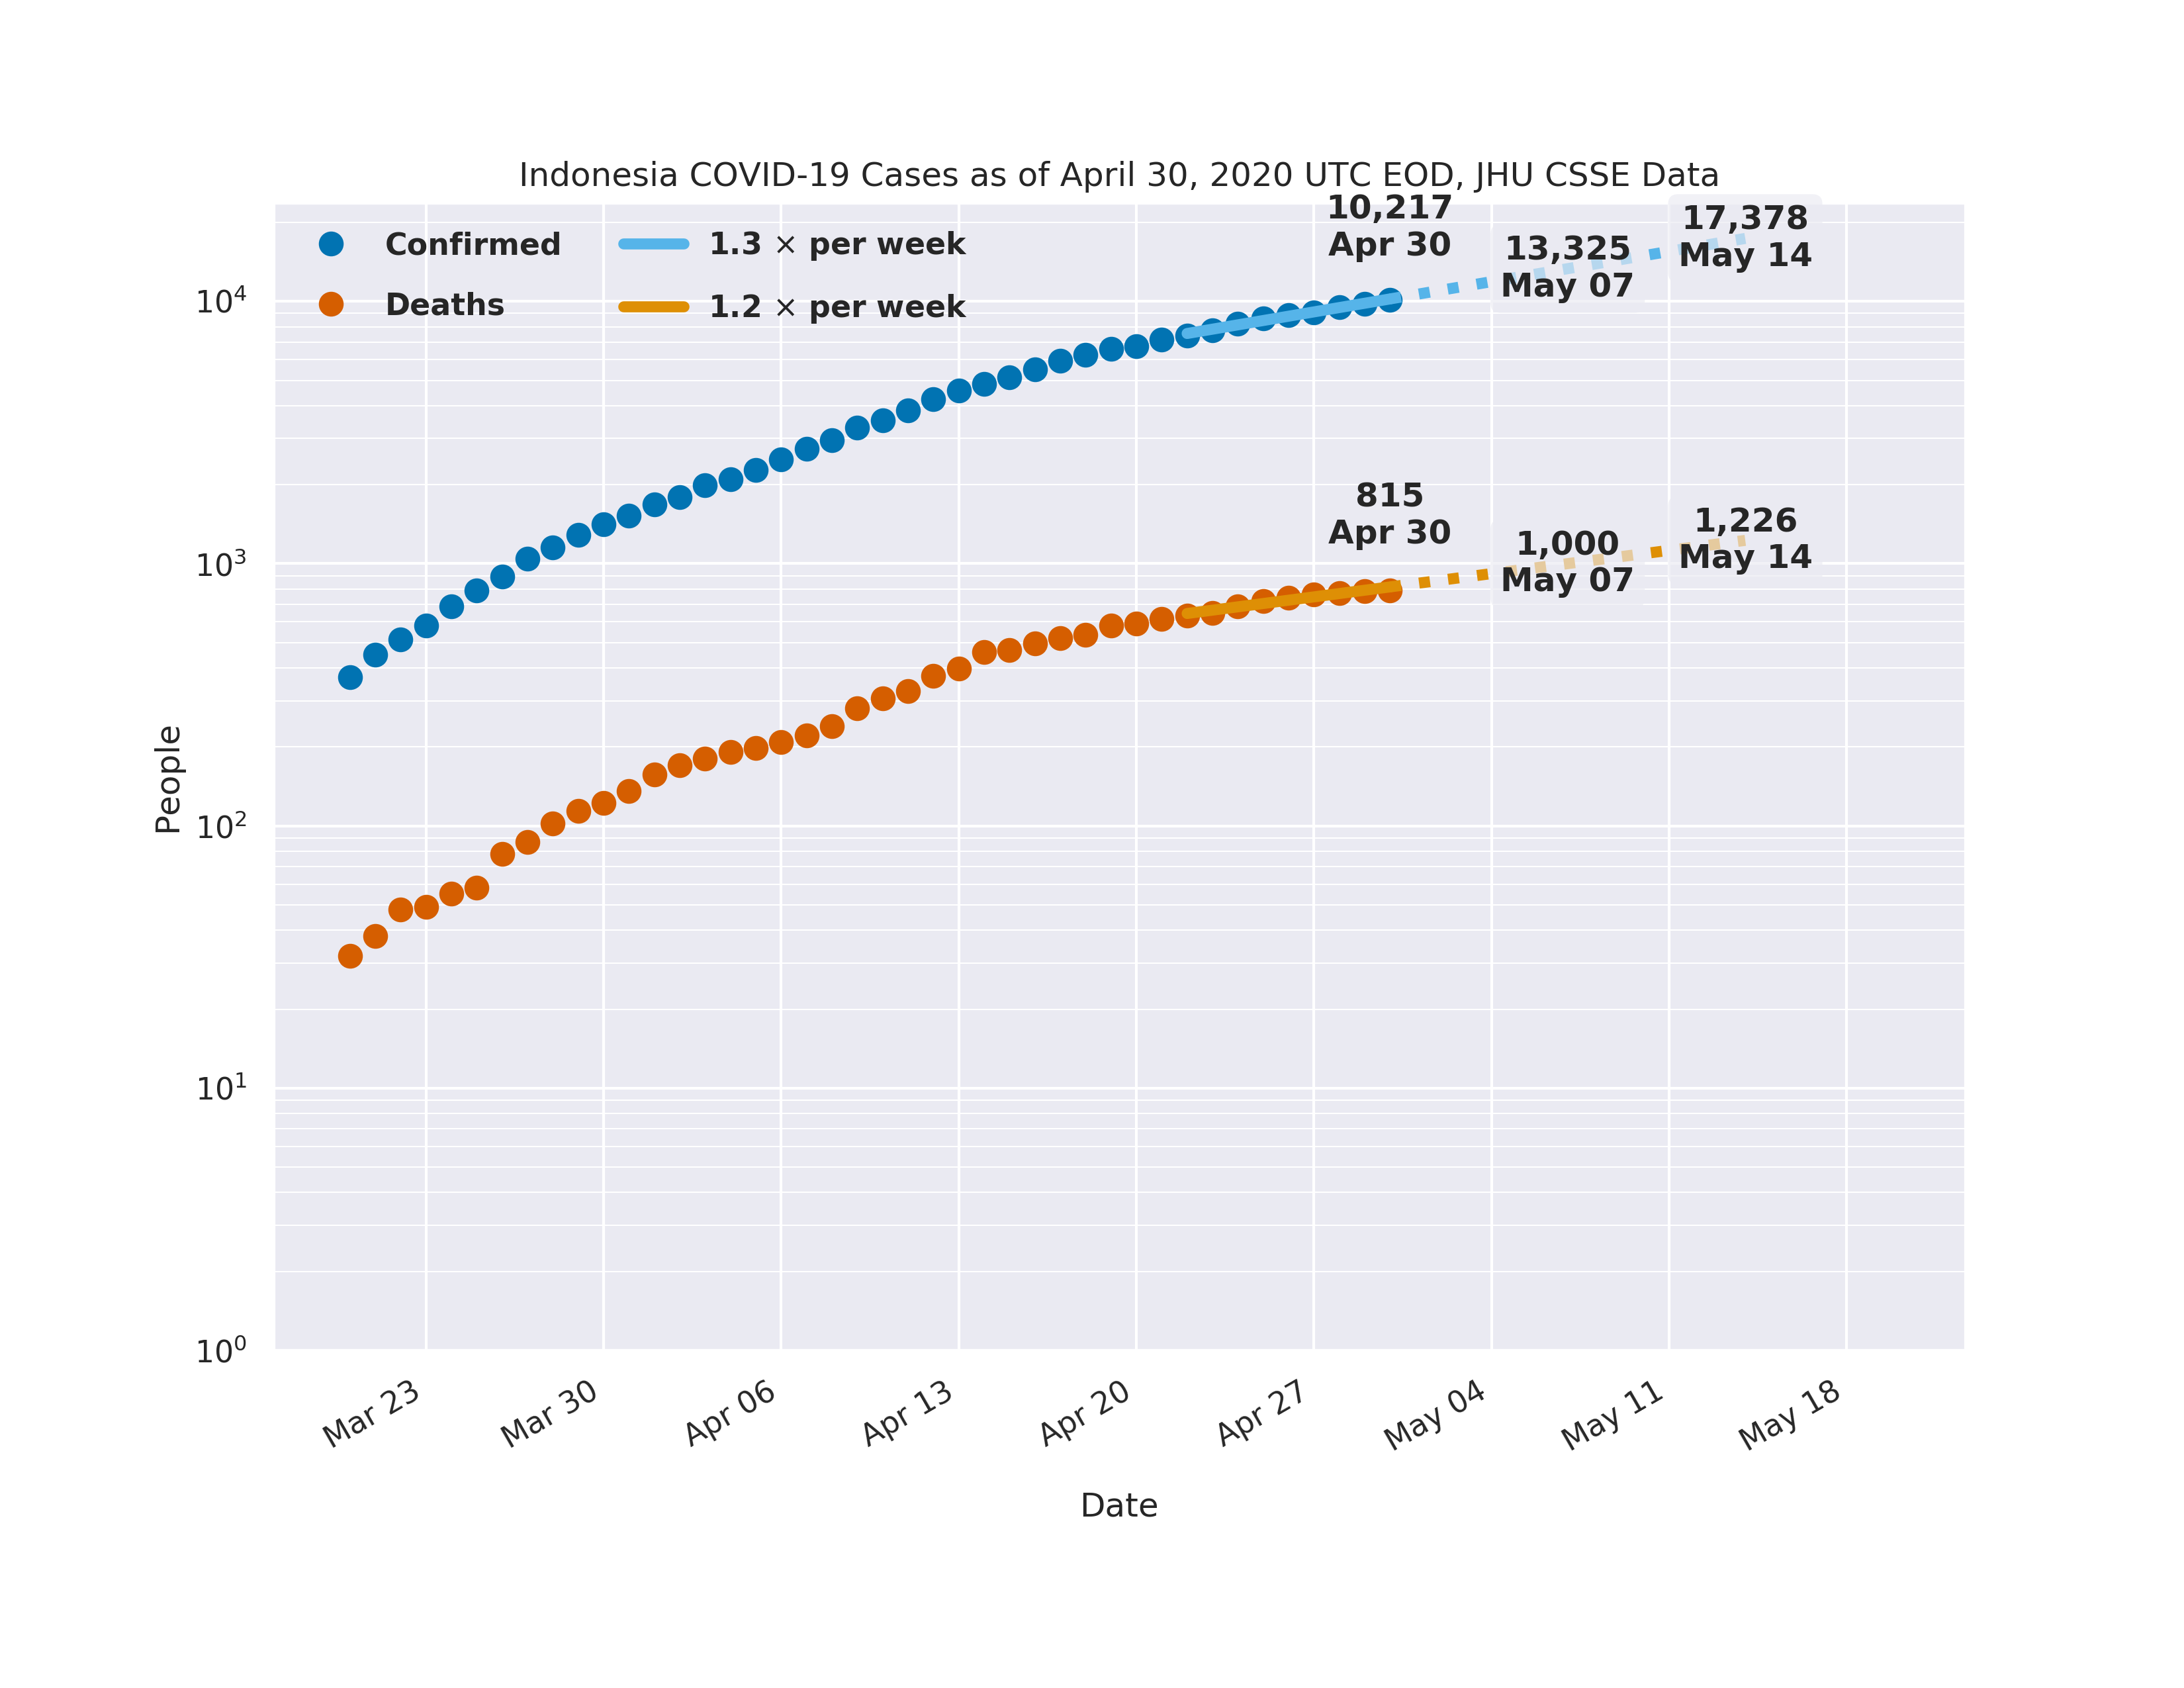 Indonesia COVID-19 Cases as of April 30, 2020 UTC EOD, JHU CSSE Data
Confirmed
Deaths
1.3 × per week
1.2 × per week
10,217
Apr 30
13,325
May 07
17,378
May 14
815
Apr 30
1,000
May 07
1,226
May 14
People
10⁴
10³
10²
10¹
10⁰
Mar 23
Mar 30
Apr 06
Apr 13
Apr 20
Apr 27
May 04
May 11
May 18
Date